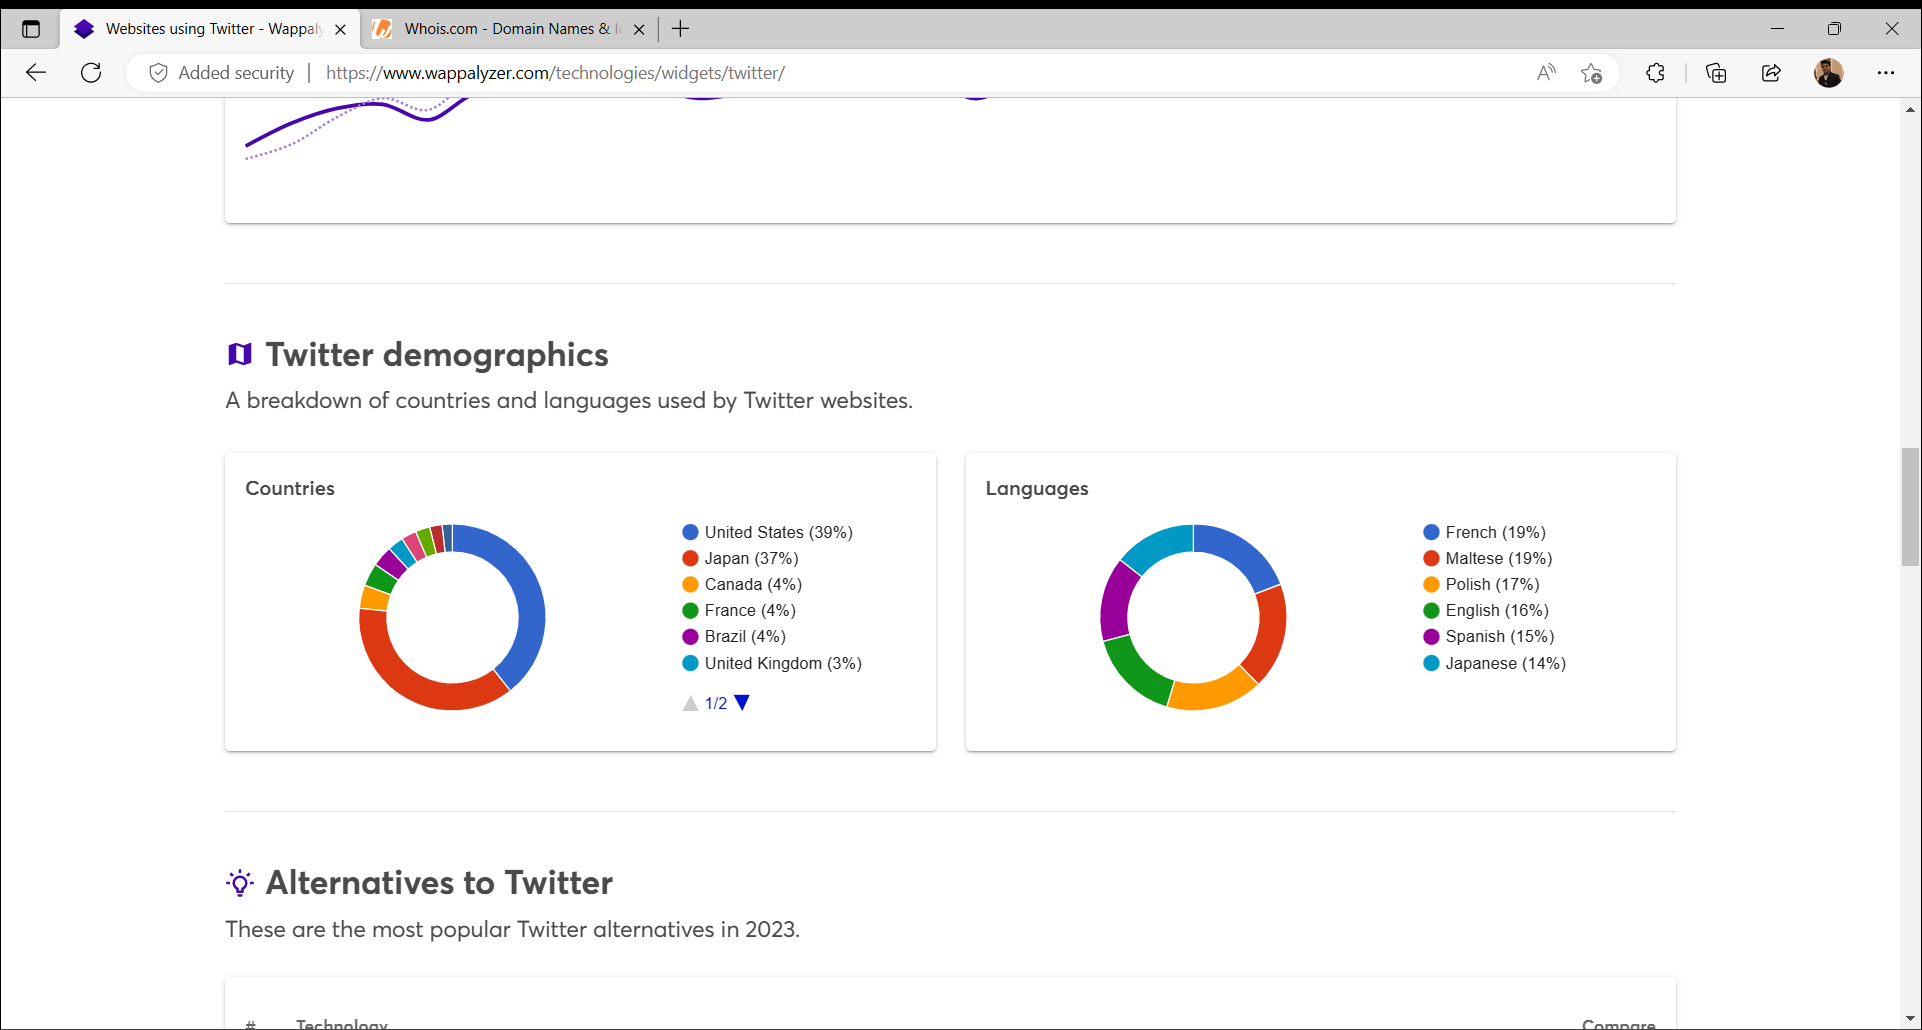 Websites using Twitter - Wappaly
Whois.com - Domain Names &
Added security
https://www.wappalyzer.com/technologies/widgets/twitter/
Twitter demographics
A breakdown of countries and languages used by Twitter websites.
Countries
United States (39%)
Japan (37%)
Canada (4%)
France (4%)
Brazil (4%)
United Kingdom (3%)
1/2
Languages
French (19%)
Maltese (19%)
Polish (17%)
English (16%)
Spanish (15%)
Japanese (14%)
Alternatives to Twitter
These are the most popular Twitter alternatives in 2023.
# Technology Compare